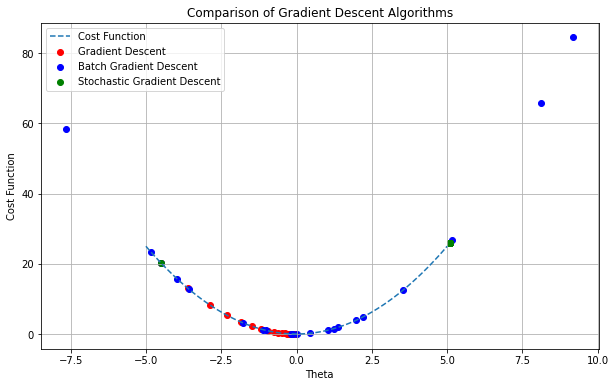 Comparison of Gradient Descent Algorithms
Cost Function
Gradient Descent
Batch Gradient Descent
Stochastic Gradient Descent
Cost Function
80
60
40
20
0
−7.5 −5.0 −2.5 0.0 2.5 5.0 7.5 10.0
Theta